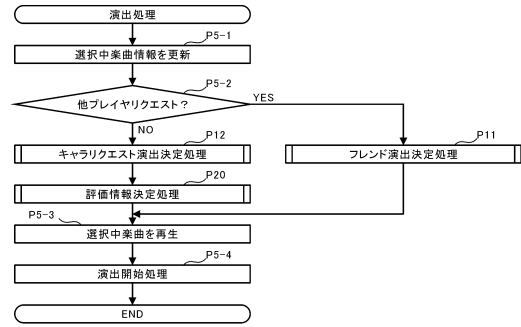 演出処理
P5-1
選択中楽曲情報を更新
P5-2
他プレイヤリクエスト？
YES
NO
P12
キャラリクエスト演出決定処理
P11
フレンド演出決定処理
P20
評価情報決定処理
P5-3
選択中楽曲を再生
P5-4
演出開始処理
END